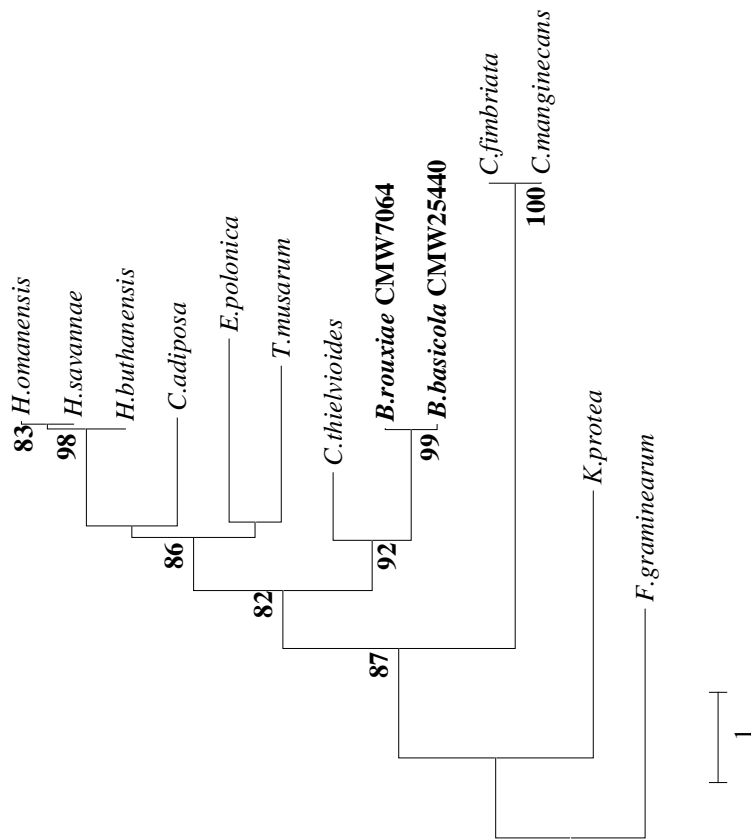 H.omanensis
83
H.savannae
98
H.buthanensis
C.adiposa
86
E.polonica
T.musarum
82
C.thielvioides
92
B.rouxiae CMW7064
99
B.basicola CMW25440
87
C.fimbriata
100
C.manginecans
K.protea
F.graminearum
1